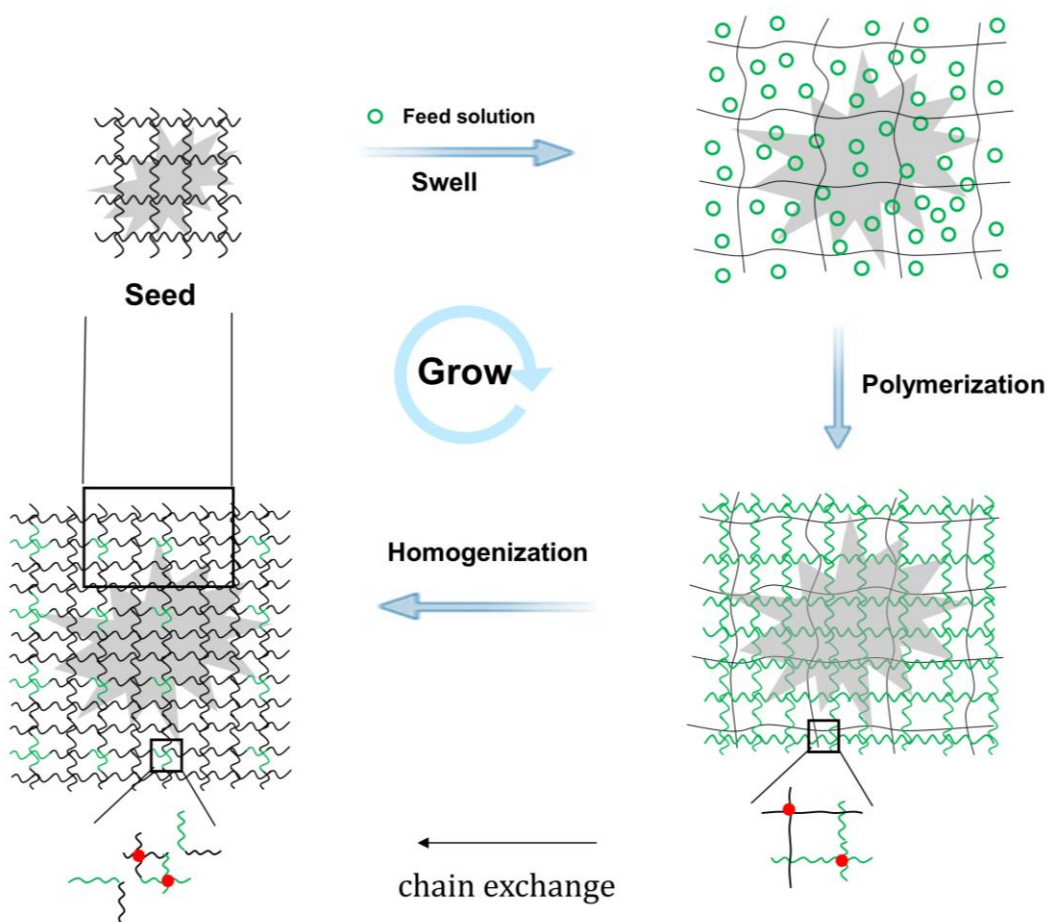 Feed solution
Swell
Seed
Grow
Polymerization
Homogenization
chain exchange